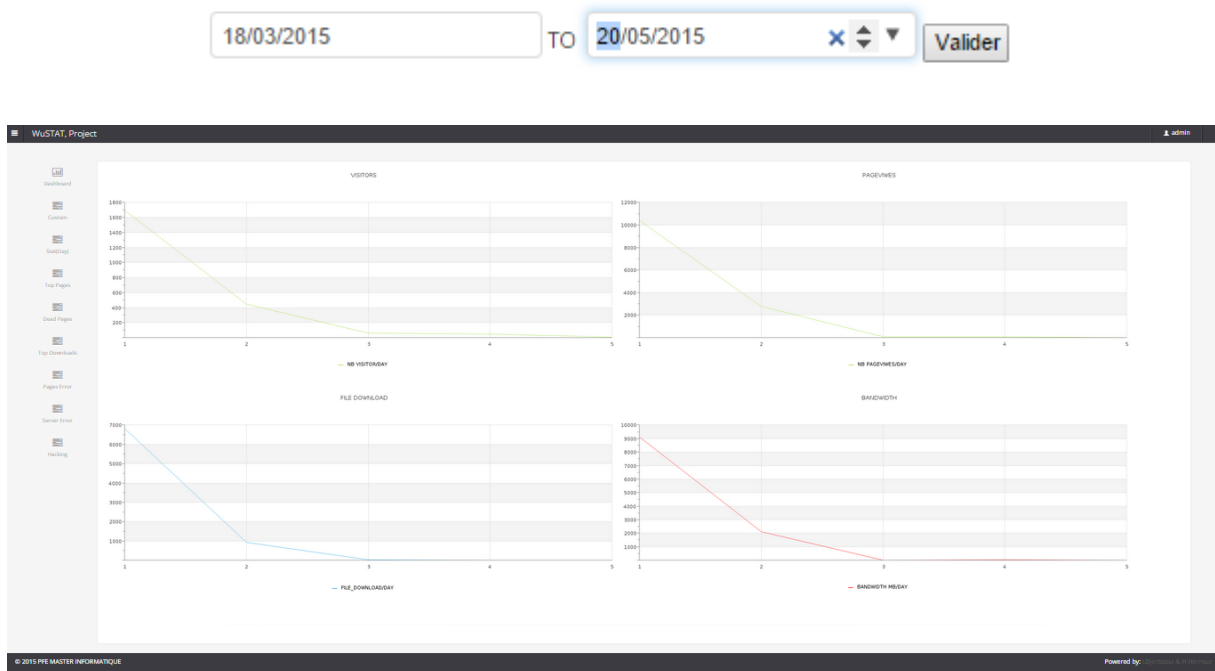 18/03/2015 TO 20/05/2015 Valider
WuSTAT, Project admin
Dashboard
Custom
Top Pages
Dead Pages
Top Downloads
Pages Error
Server Error
Hacking
VISITORS
1800
1600
1400
1200
1000
800
600
400
200
1 2 3 4 5
NB VISITOR/DAY
PAGEVIWES
12000
10000
8000
6000
4000
2000
1 2 3 4 5
NB PAGEVIWES/DAY
FILE DOWNLOAD
7000
6000
5000
4000
3000
2000
1000
1 2 3 4 5
FILE_DOWNLOAD/DAY
BANDWIDTH
10000
9000
8000
7000
6000
5000
4000
3000
2000
1000
1 2 3 4 5
BANDWIDTH MB/DAY
© 2015 PFE MASTER INFORMATIQUE Powered by: